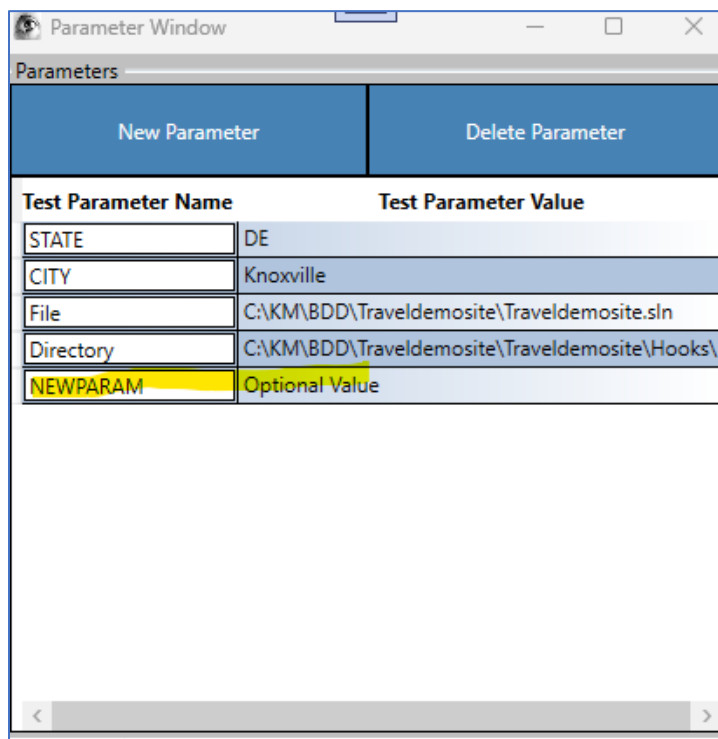 Parameter Window
Parameters
New Parameter Delete Parameter
Test Parameter Name Test Parameter Value
STATE DE
CITY Knoxville
File C:\KM\BDD\Traveldemosite\Traveldemosite.sln
Directory C:\KM\BDD\Traveldemosite\Traveldemosite\Hooks\
NEWPARAM Optional Value